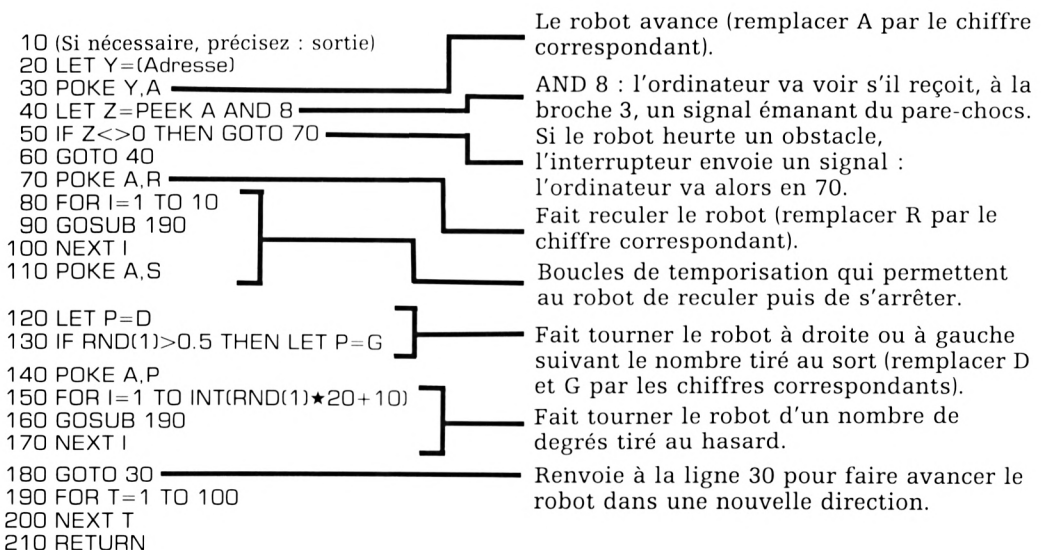 10 (Si nécessaire, précisez : sortie)
20 LET Y=(Adresse)
30 POKE Y,A
40 LET Z=PEEK A AND 8
50 IF Z<>0 THEN GOTO 70
60 GOTO 40
70 POKE A,R
80 FOR I=1 TO 10
90 GOSUB 190
100 NEXT I
110 POKE A,S
120 LET P=D
130 IF RND(1)>0.5 THEN LET P=G
140 POKE A,P
150 FOR I=1 TO INT(RND(1)★20+10)
160 GOSUB 190
170 NEXT I
180 GOTO 30
190 FOR T=1 TO 100
200 NEXT T
210 RETURN
Le robot avance (remplacer A par le chiffre
correspondant).
AND 8 : l'ordinateur va voir s'il reçoit, à la
broche 3, un signal émanant du pare-chocs.
Si le robot heurte un obstacle,
l'interrupteur envoie un signal :
l'ordinateur va alors en 70.
Fait reculer le robot (remplacer R par le
chiffre correspondant).
Boucles de temporisation qui permettent
au robot de reculer puis de s'arrêter.
Fait tourner le robot à droite ou à gauche
suivant le nombre tiré au sort (remplacer D
et G par les chiffres correspondants).
Fait tourner le robot d'un nombre de
degrés tiré au hasard.
Renvoie à la ligne 30 pour faire avancer le
robot dans une nouvelle direction.